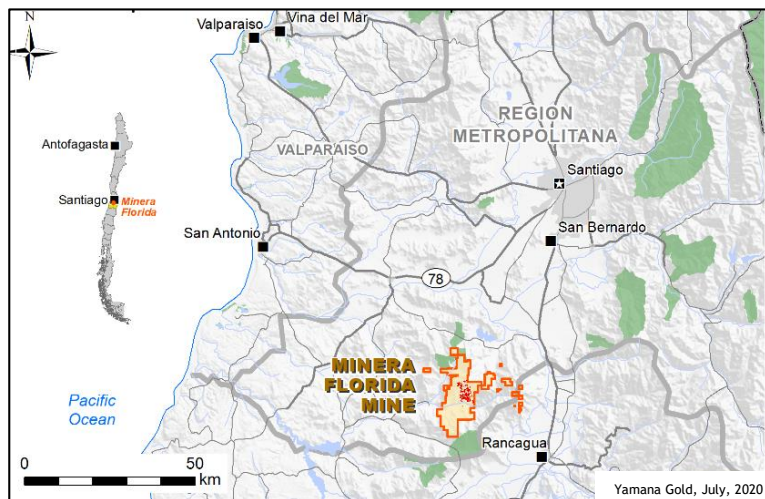 Valparaiso
Vina del Mar
REGION
METROPOLITANA
VALPARAISO
Antofagasta
Santiago
Santiago
Minera
Florida
San Antonio
San Bernardo
78
MINERA
FLORIDA
MINE
Pacific
Ocean
Rancagua
0 50
km
Yamana Gold, July, 2020